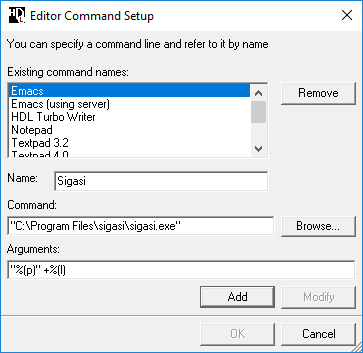 HDL
Editor Command Setup
You can specify a command line and refer to it by name
Existing command names:
Emacs
Emacs (using server)
HDL Turbo Writer
Notepad
Textpad 3.2
Textpad 4.0
Remove
Name: Sigasi
Command:
"C:\Program Files\sigasi\sigasi.exe"
Browse...
Arguments:
"%(p)" +%(l)
Add Modify
OK Cancel